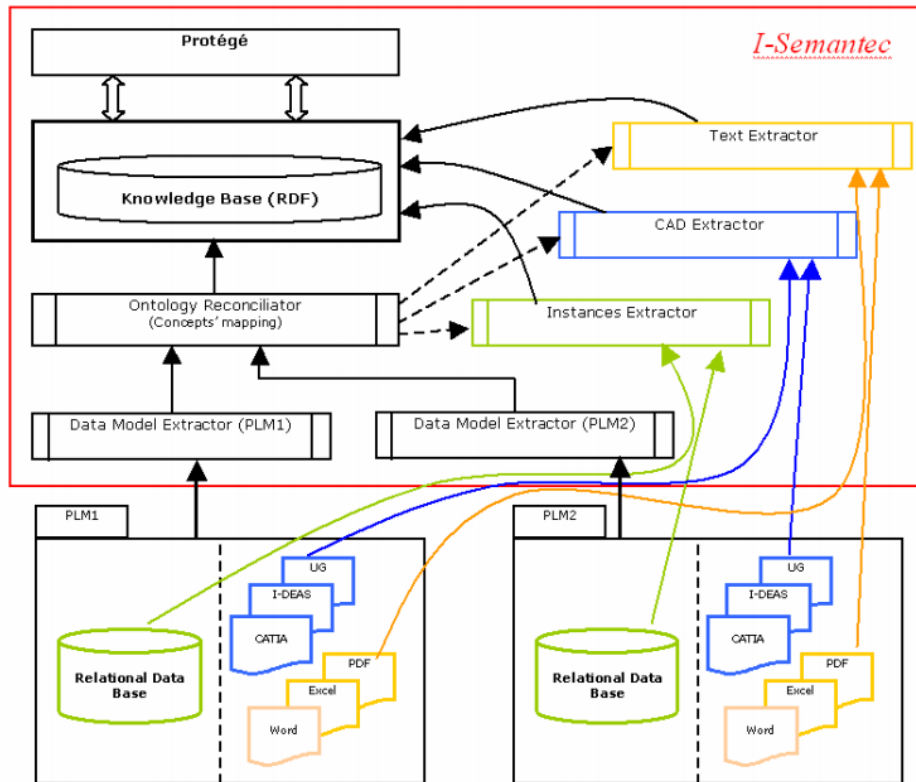 Protégé
I-Semantec
Text Extractor
Knowledge Base (RDF)
CAD Extractor
Ontology Reconciliator
(Concepts' mapping)
Instances Extractor
Data Model Extractor (PLM1)
Data Model Extractor (PLM2)
PLM1
UG
I-DEAS
CATIA
Relational Data
Base
PDF
Excel
Word
PLM2
UG
I-DEAS
CATIA
Relational Data
Base
PDF
Excel
Word